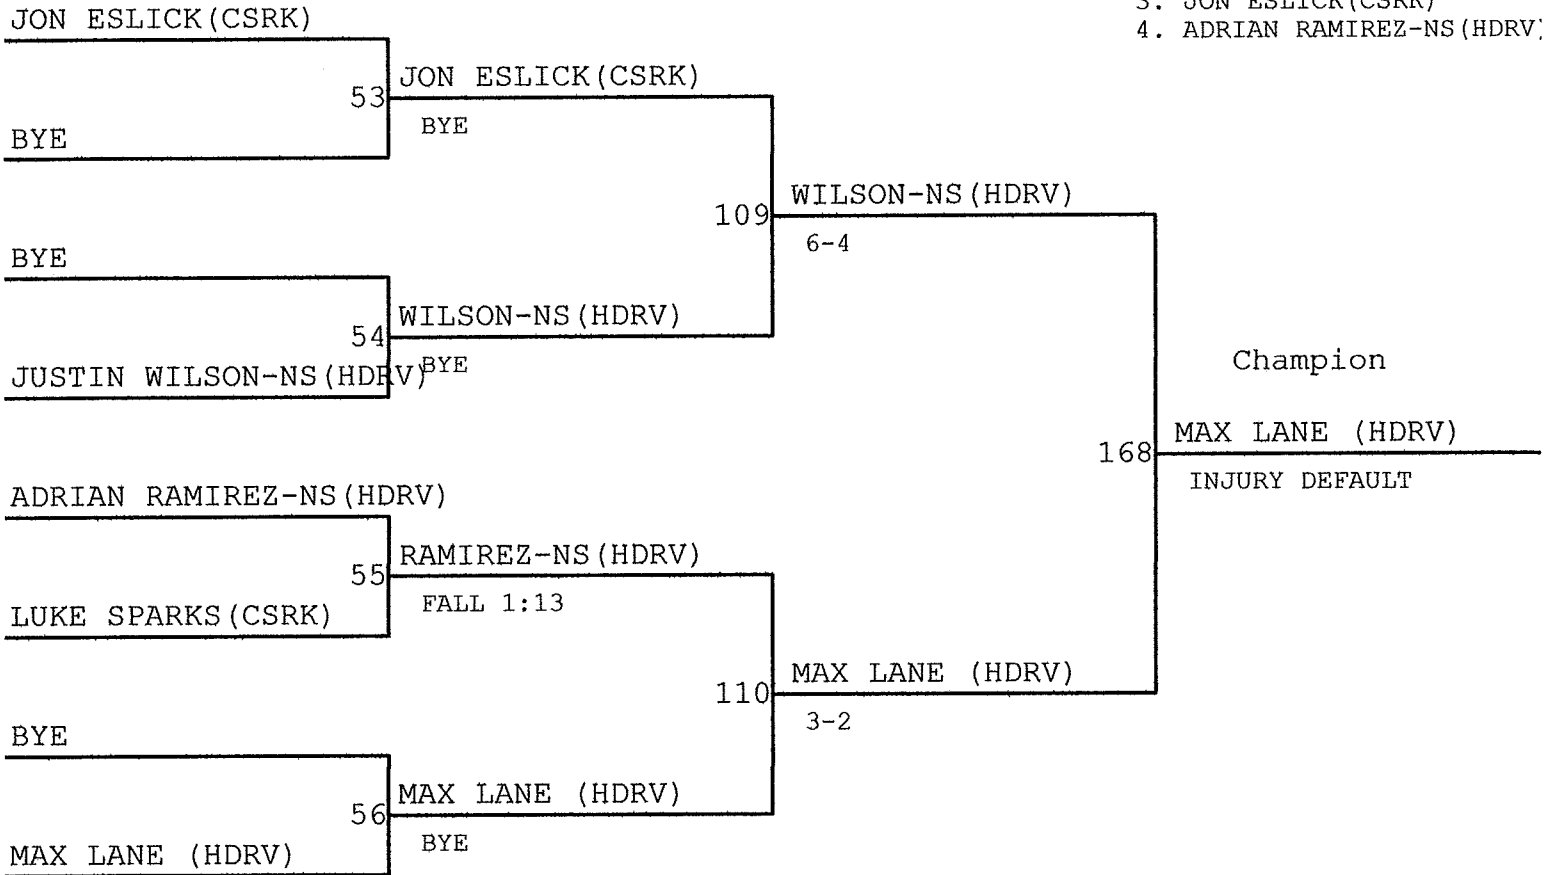 3. JON ESLICK(CSRK)
4. ADRIAN RAMIREZ-NS(HDRV)
JON ESLICK(CSRK)
53
JON ESLICK(CSRK)
BYE
BYE
109
WILSON-NS(HDRV)
6-4
BYE
54
WILSON-NS(HDRV)
BYE
JUSTIN WILSON-NS(HDRV)
Champion
168
MAX LANE (HDRV)
INJURY DEFAULT
ADRIAN RAMIREZ-NS(HDRV)
55
RAMIREZ-NS(HDRV)
FALL 1:13
LUKE SPARKS(CSRK)
110
MAX LANE (HDRV)
3-2
BYE
56
MAX LANE (HDRV)
BYE
MAX LANE (HDRV)